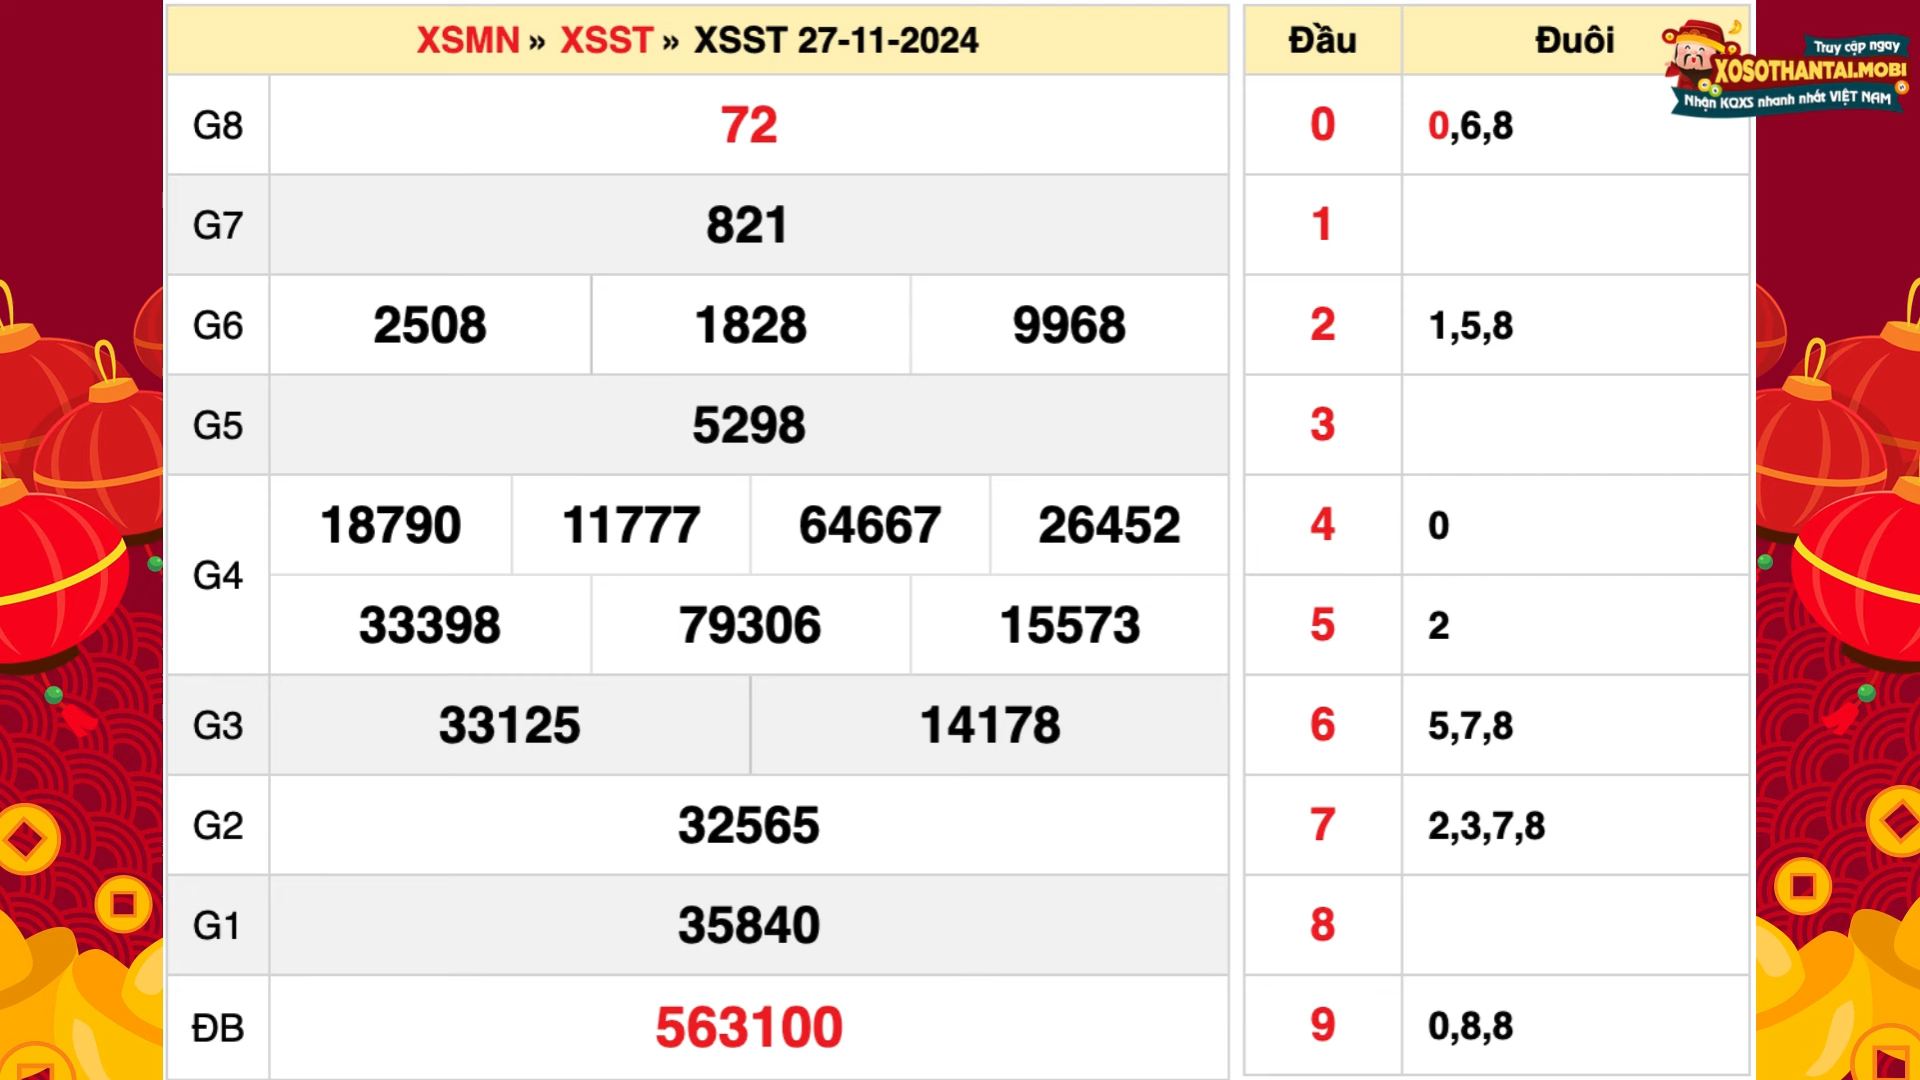 XSMN » XSST » XSST 27-11-2024
G8 72
G7 821
G6 2508 1828 9968
G5 5298
G4 18790 11777 64667 26452
33398 79306 15573
G3 33125 14178
G2 32565
G1 35840
ĐB 563100
Đầu Đuôi
0 0,6,8
1
2 1,5,8
3
4 0
5 2
6 5,7,8
7 2,3,7,8
8
9 0,8,8
Truy cập ngay
XOSOTHANTAI.MOBI
Nhận KQXS nhanh nhất VIỆT NAM